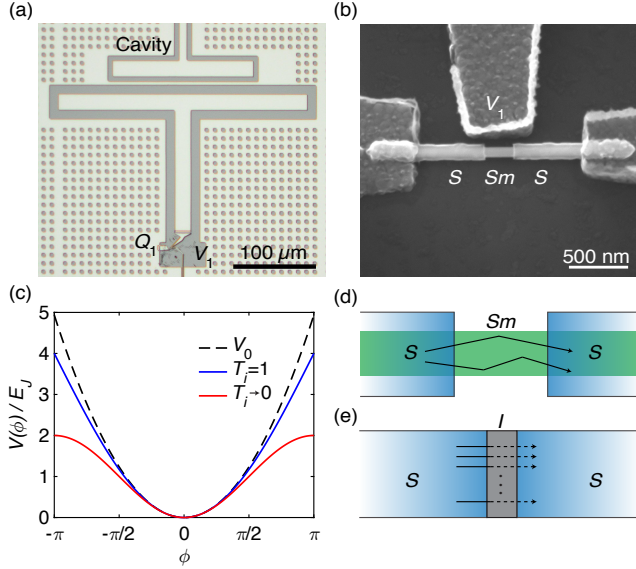 (a)
Cavity
Q1
V1
100 µm
(b)
V1
S Sm S
500 nm
(c)
V(ϕ) / EJ
5
4
3
2
1
0
V0
Ti=1
Ti→0
-π -π/2 0 π/2 π
ϕ
(d)
Sm
S S
(e)
I
S S